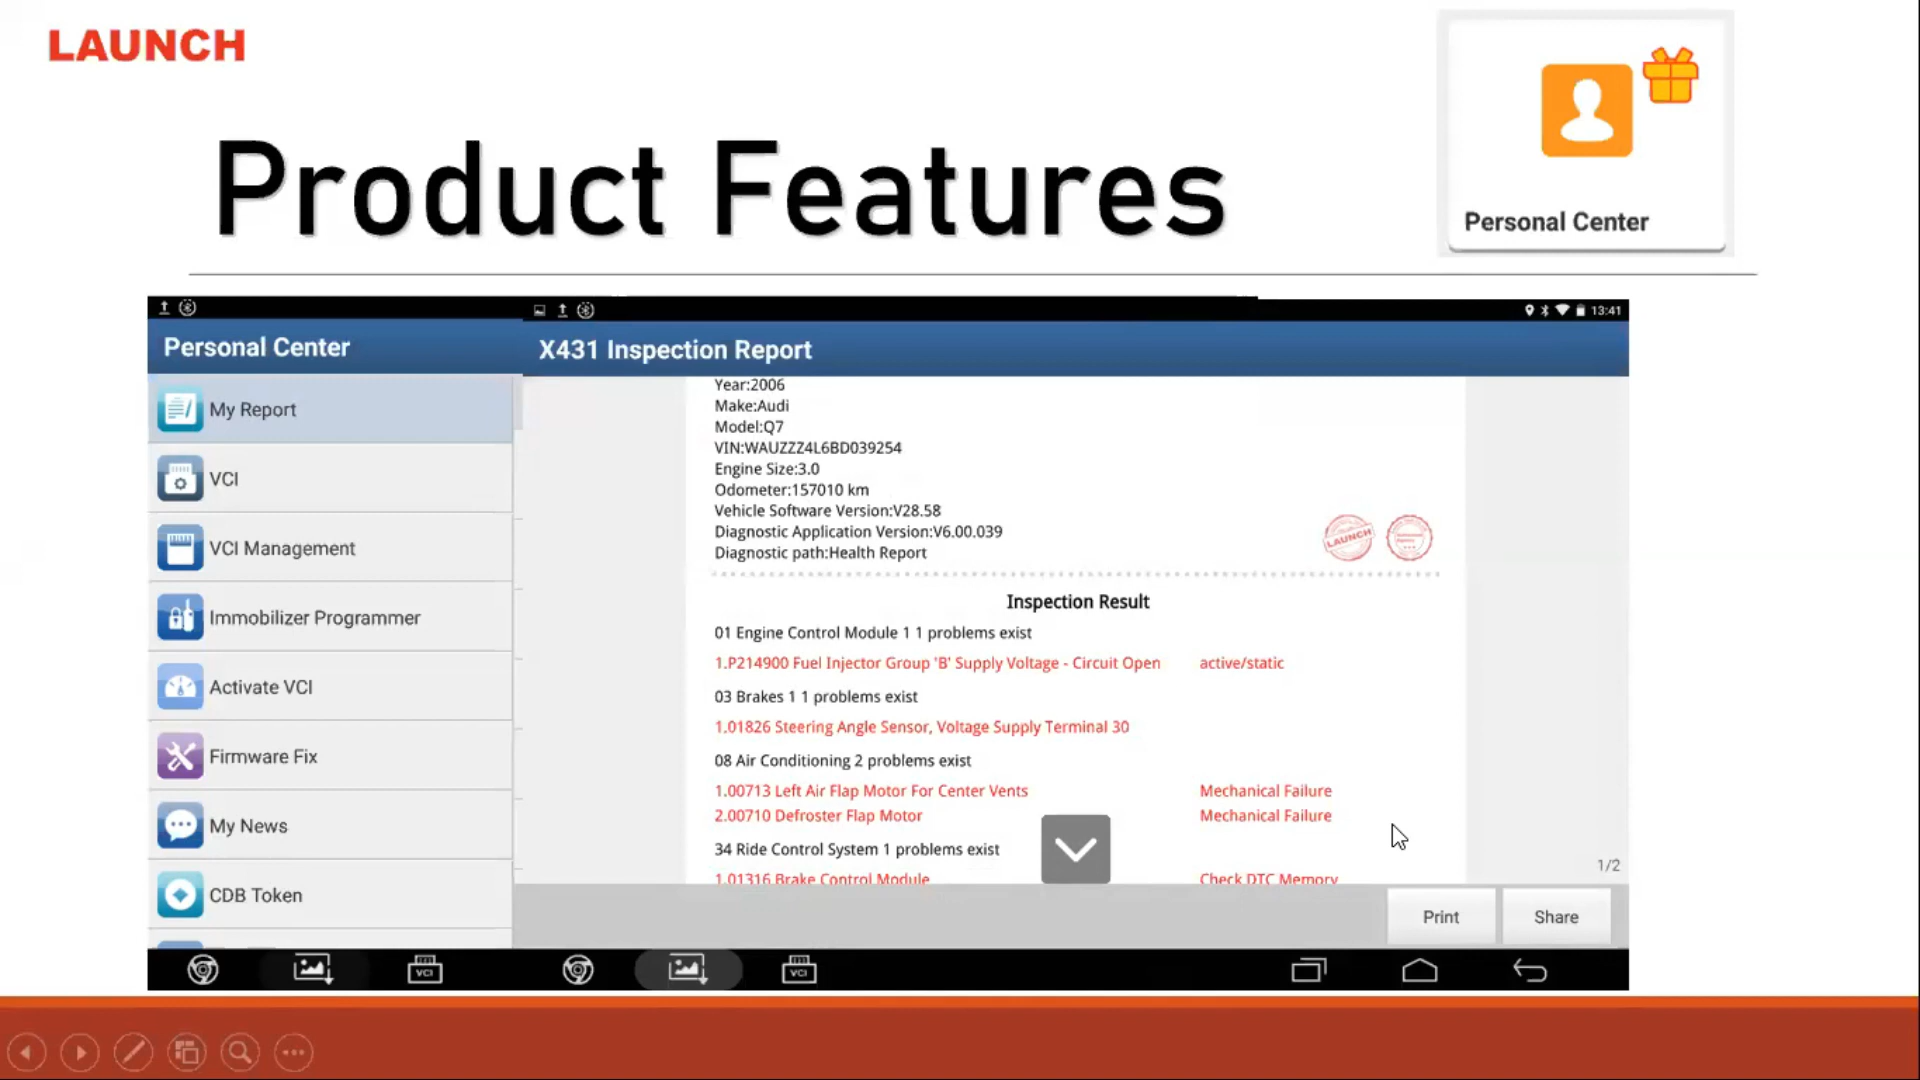 LAUNCH
Product Features
Personal Center
13:41
Personal Center
X431 Inspection Report
My Report
VCI
VCI Management
Immobilizer Programmer
Activate VCI
Firmware Fix
My News
CDB Token
Year:2006
Make:Audi
Model:Q7
VIN:WAUZZZ4L6BD039254
Engine Size:3.0
Odometer:157010 km
Vehicle Software Version:V28.58
Diagnostic Application Version:V6.00.039
Diagnostic path:Health Report
LAUNCH
Inspection Result
01 Engine Control Module 1 1 problems exist
1.P214900 Fuel Injector Group 'B' Supply Voltage - Circuit Open active/static
03 Brakes 1 1 problems exist
1.01826 Steering Angle Sensor, Voltage Supply Terminal 30
08 Air Conditioning 2 problems exist
1.00713 Left Air Flap Motor For Center Vents Mechanical Failure
2.00710 Defroster Flap Motor Mechanical Failure
34 Ride Control System 1 problems exist
1.01316 Brake Control Module Check DTC Memory
1/2
Print
Share
VCI
VCI